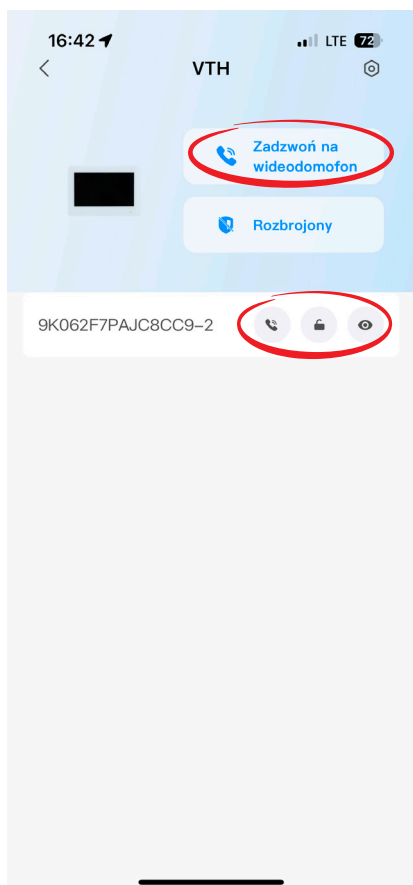 16:42 LTE 72
VTH
Zadzwoń na
wideodomofon
Rozbrojony
9K062F7PAJC8CC9–2